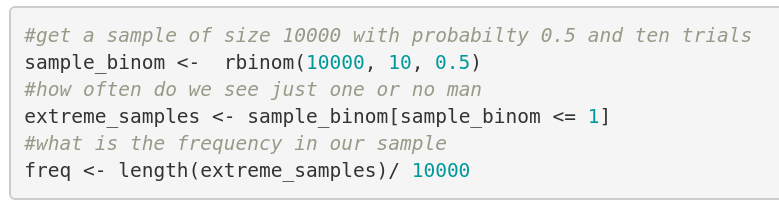 #get a sample of size 10000 with probabilty 0.5 and ten trials
sample_binom <-  rbinom(10000, 10, 0.5)
#how often do we see just one or no man
extreme_samples <- sample_binom[sample_binom <= 1]
#what is the frequency in our sample
freq <- length(extreme_samples)/ 10000